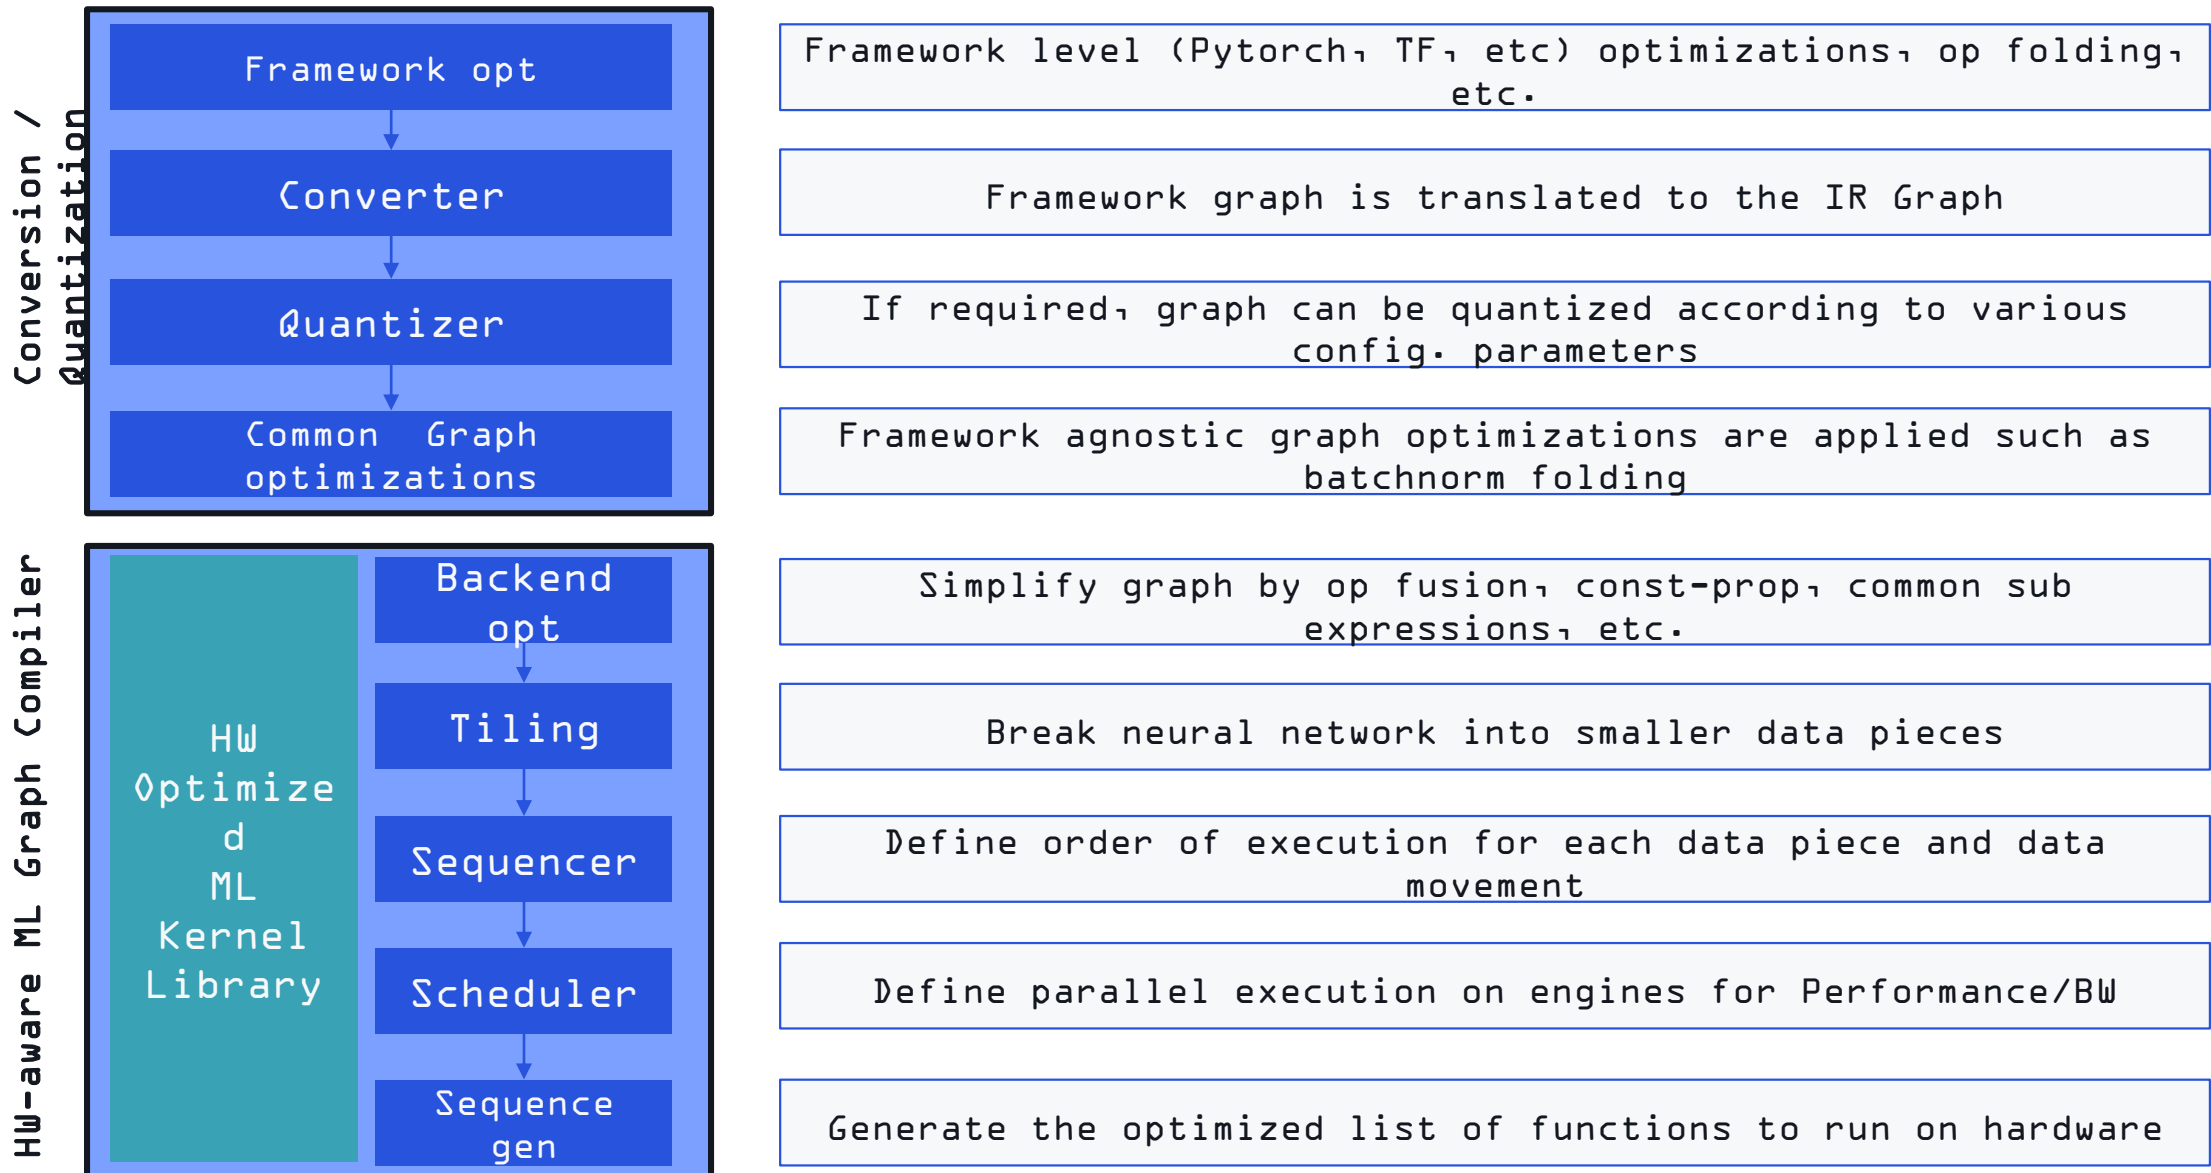 Conversion /
Quantization
Framework opt
Framework level (Pytorch, TF, etc) optimizations, op folding,
etc.
Converter
Framework graph is translated to the IR Graph
Quantizer
If required, graph can be quantized according to various
config. parameters
Common Graph
optimizations
Framework agnostic graph optimizations are applied such as
batchnorm folding
HW-aware ML Graph Compiler
HW
Optimize
d
ML
Kernel
Library
Backend
opt
Simplify graph by op fusion, const-prop, common sub
expressions, etc.
Tiling
Break neural network into smaller data pieces
Sequencer
Define order of execution for each data piece and data
movement
Scheduler
Define parallel execution on engines for Performance/BW
Sequence
gen
Generate the optimized list of functions to run on hardware